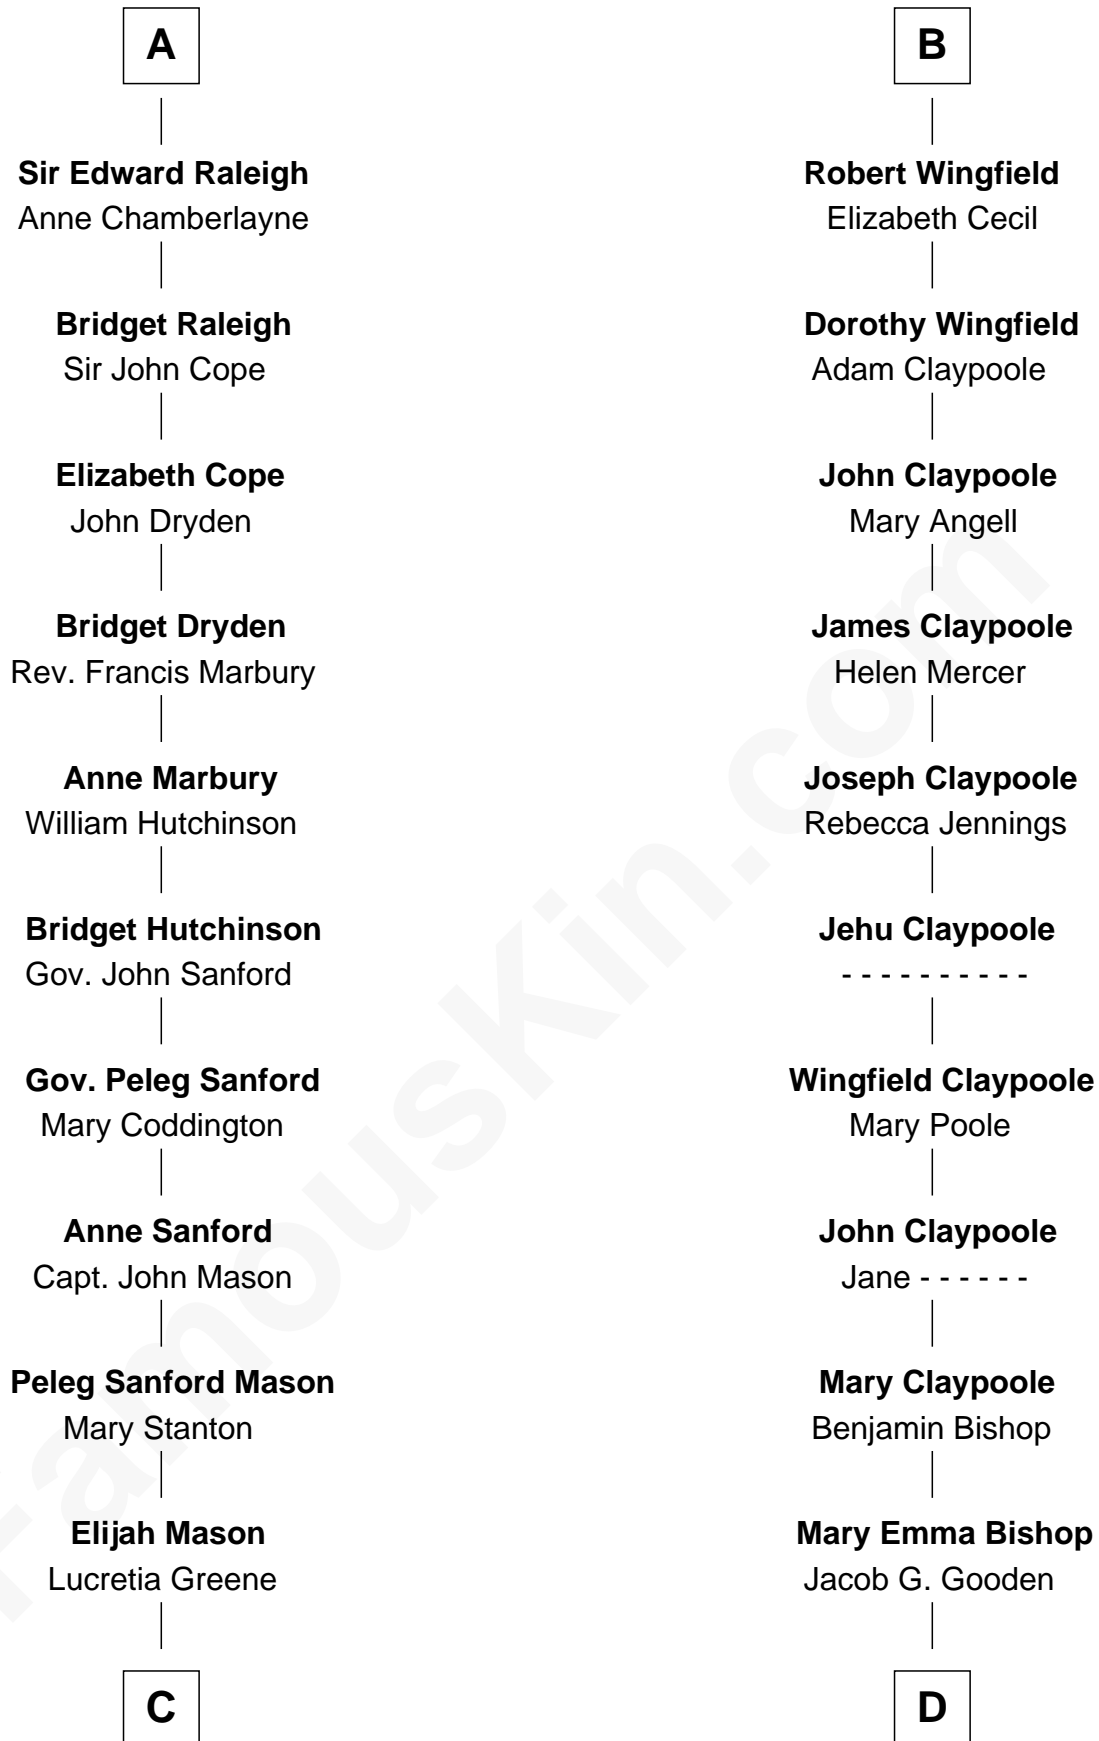 A
Sir Edward Raleigh
Anne Chamberlayne
Bridget Raleigh
Sir John Cope
Elizabeth Cope
John Dryden
Bridget Dryden
Rev. Francis Marbury
Anne Marbury
William Hutchinson
Bridget Hutchinson
Gov. John Sanford
Gov. Peleg Sanford
Mary Coddington
Anne Sanford
Capt. John Mason
Peleg Sanford Mason
Mary Stanton
Elijah Mason
Lucretia Greene
C
B
Robert Wingfield
Elizabeth Cecil
Dorothy Wingfield
Adam Claypoole
John Claypoole
Mary Angell
James Claypoole
Helen Mercer
Joseph Claypoole
Rebecca Jennings
Jehu Claypoole
- - - - - - - - - -
Wingfield Claypoole
Mary Poole
John Claypoole
Jane - - - - - -
Mary Claypoole
Benjamin Bishop
Mary Emma Bishop
Jacob G. Gooden
D
FamousKin.com